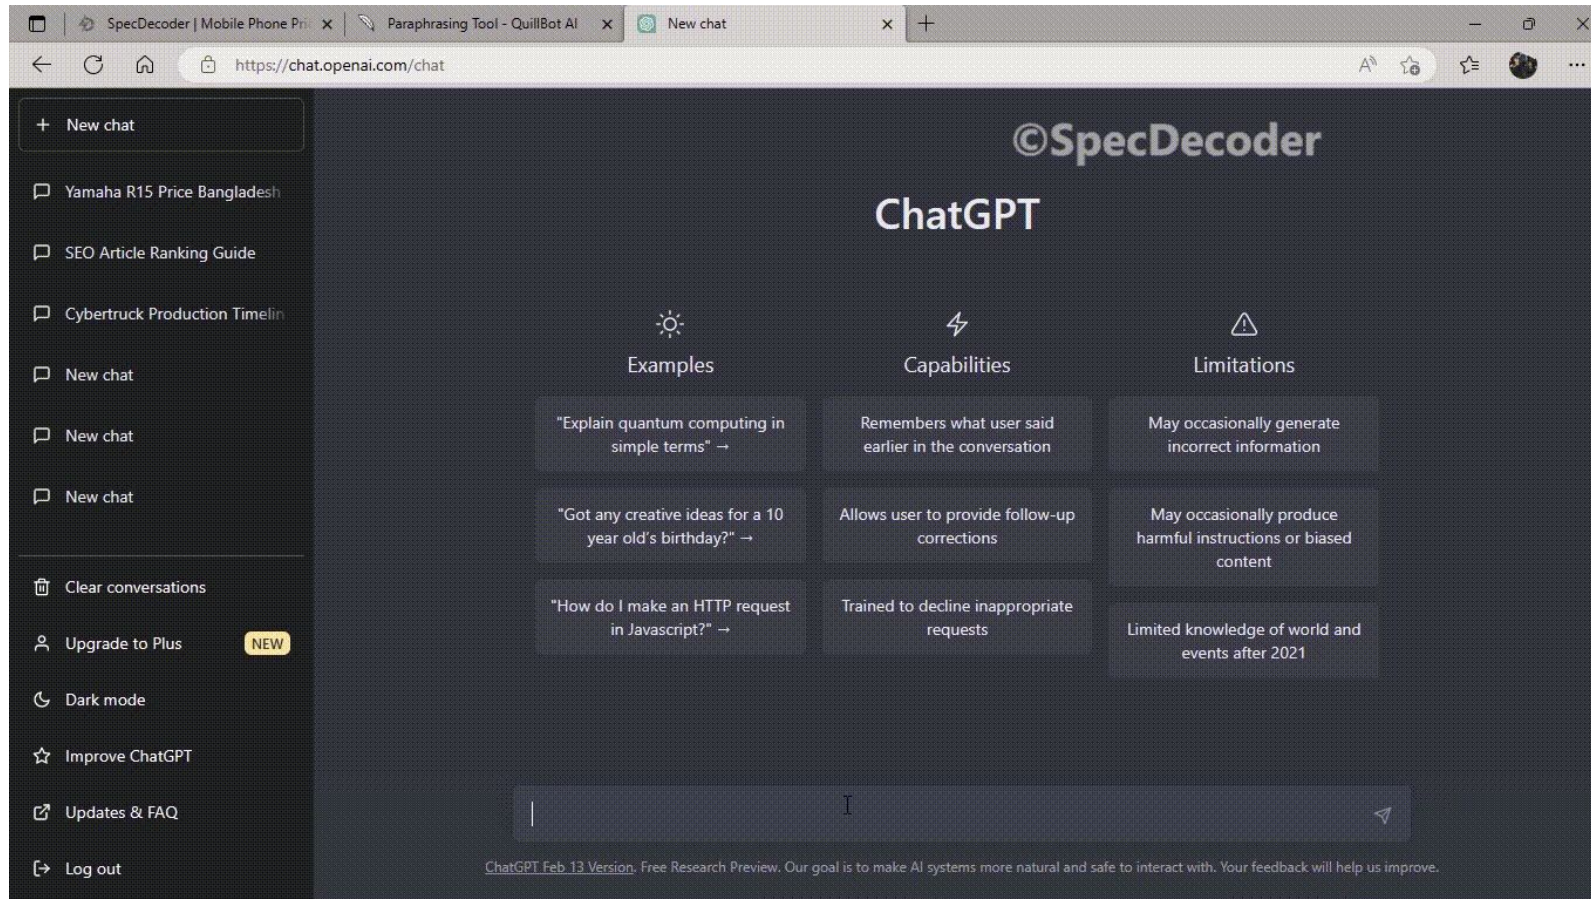 SpecDecoder | Mobile Phone Pri
Paraphrasing Tool - QuillBot AI
New chat
https://chat.openai.com/chat
New chat
Yamaha R15 Price Bangladesh
SEO Article Ranking Guide
Cybertruck Production Timelin
New chat
New chat
New chat
Clear conversations
Upgrade to Plus
NEW
Dark mode
Improve ChatGPT
Updates & FAQ
Log out
©SpecDecoder
ChatGPT
Examples
"Explain quantum computing in
simple terms" →
"Got any creative ideas for a 10
year old's birthday?" →
"How do I make an HTTP request
in Javascript?" →
Capabilities
Remembers what user said
earlier in the conversation
Allows user to provide follow-up
corrections
Trained to decline inappropriate
requests
Limitations
May occasionally generate
incorrect information
May occasionally produce
harmful instructions or biased
content
Limited knowledge of world and
events after 2021
ChatGPT Feb 13 Version. Free Research Preview. Our goal is to make AI systems more natural and safe to interact with. Your feedback will help us improve.